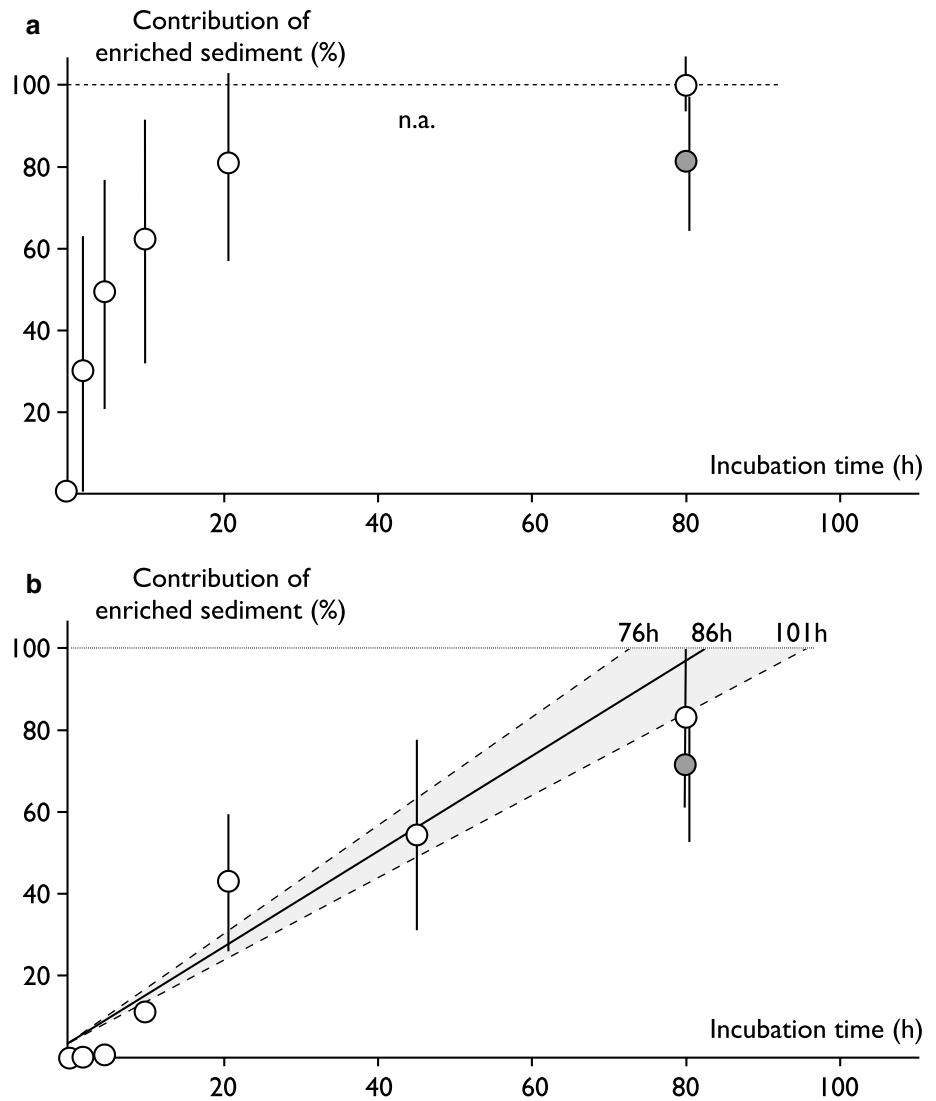 a
Contribution of
enriched sediment (%)
100
80
60
40
20
n.a.
Incubation time (h)
20 40 60 80 100
b
Contribution of
enriched sediment (%)
100
80
60
40
20
76h 86h 101h
Incubation time (h)
20 40 60 80 100